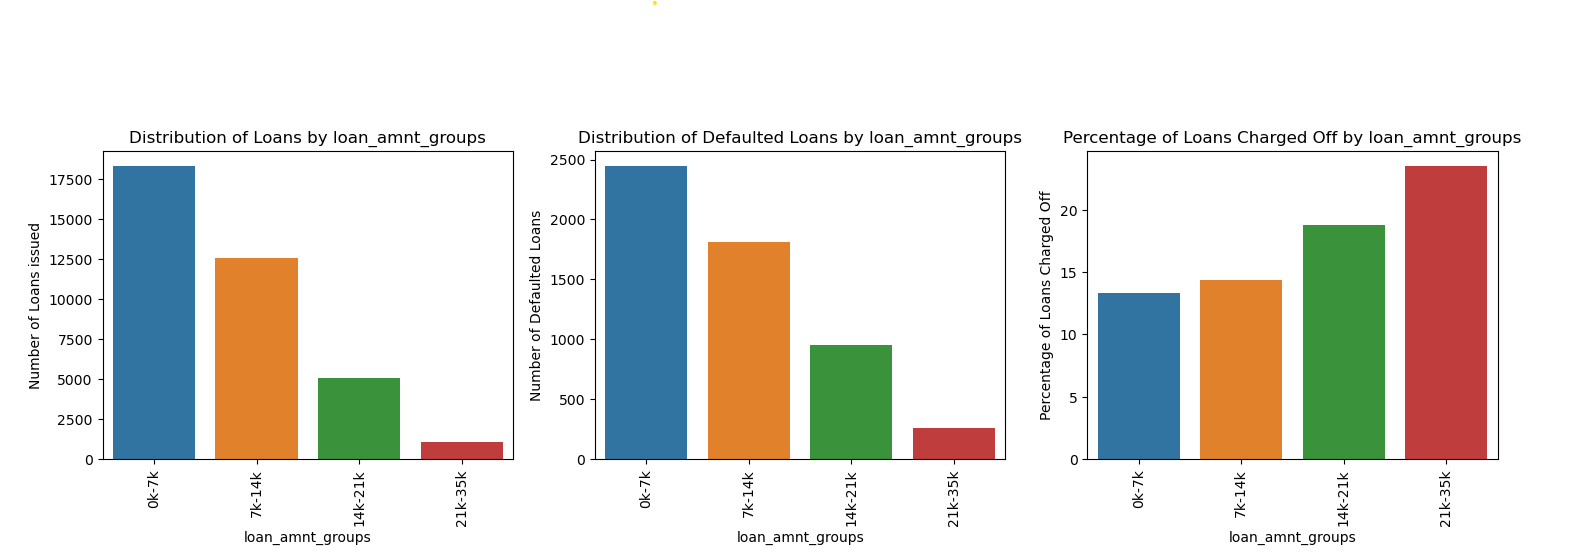 Distribution of Loans by loan_amnt_groups
Number of Loans issued
17500
15000
12500
10000
7500
5000
2500
0
0k-7k
7k-14k
14k-21k
21k-35k
loan_amnt_groups
Distribution of Defaulted Loans by loan_amnt_groups
Number of Defaulted Loans
2500
2000
1500
1000
500
0
0k-7k
7k-14k
14k-21k
21k-35k
loan_amnt_groups
Percentage of Loans Charged Off by loan_amnt_groups
Percentage of Loans Charged Off
20
15
10
5
0
0k-7k
7k-14k
14k-21k
21k-35k
loan_amnt_groups